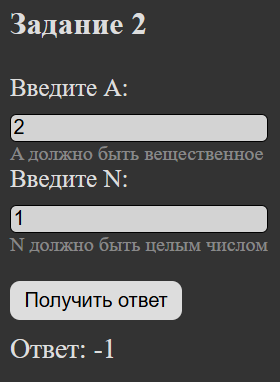 Задание 2
Введите A:
2
A должно быть вещественное
Введите N:
1
N должно быть целым числом
Получить ответ
Ответ: -1